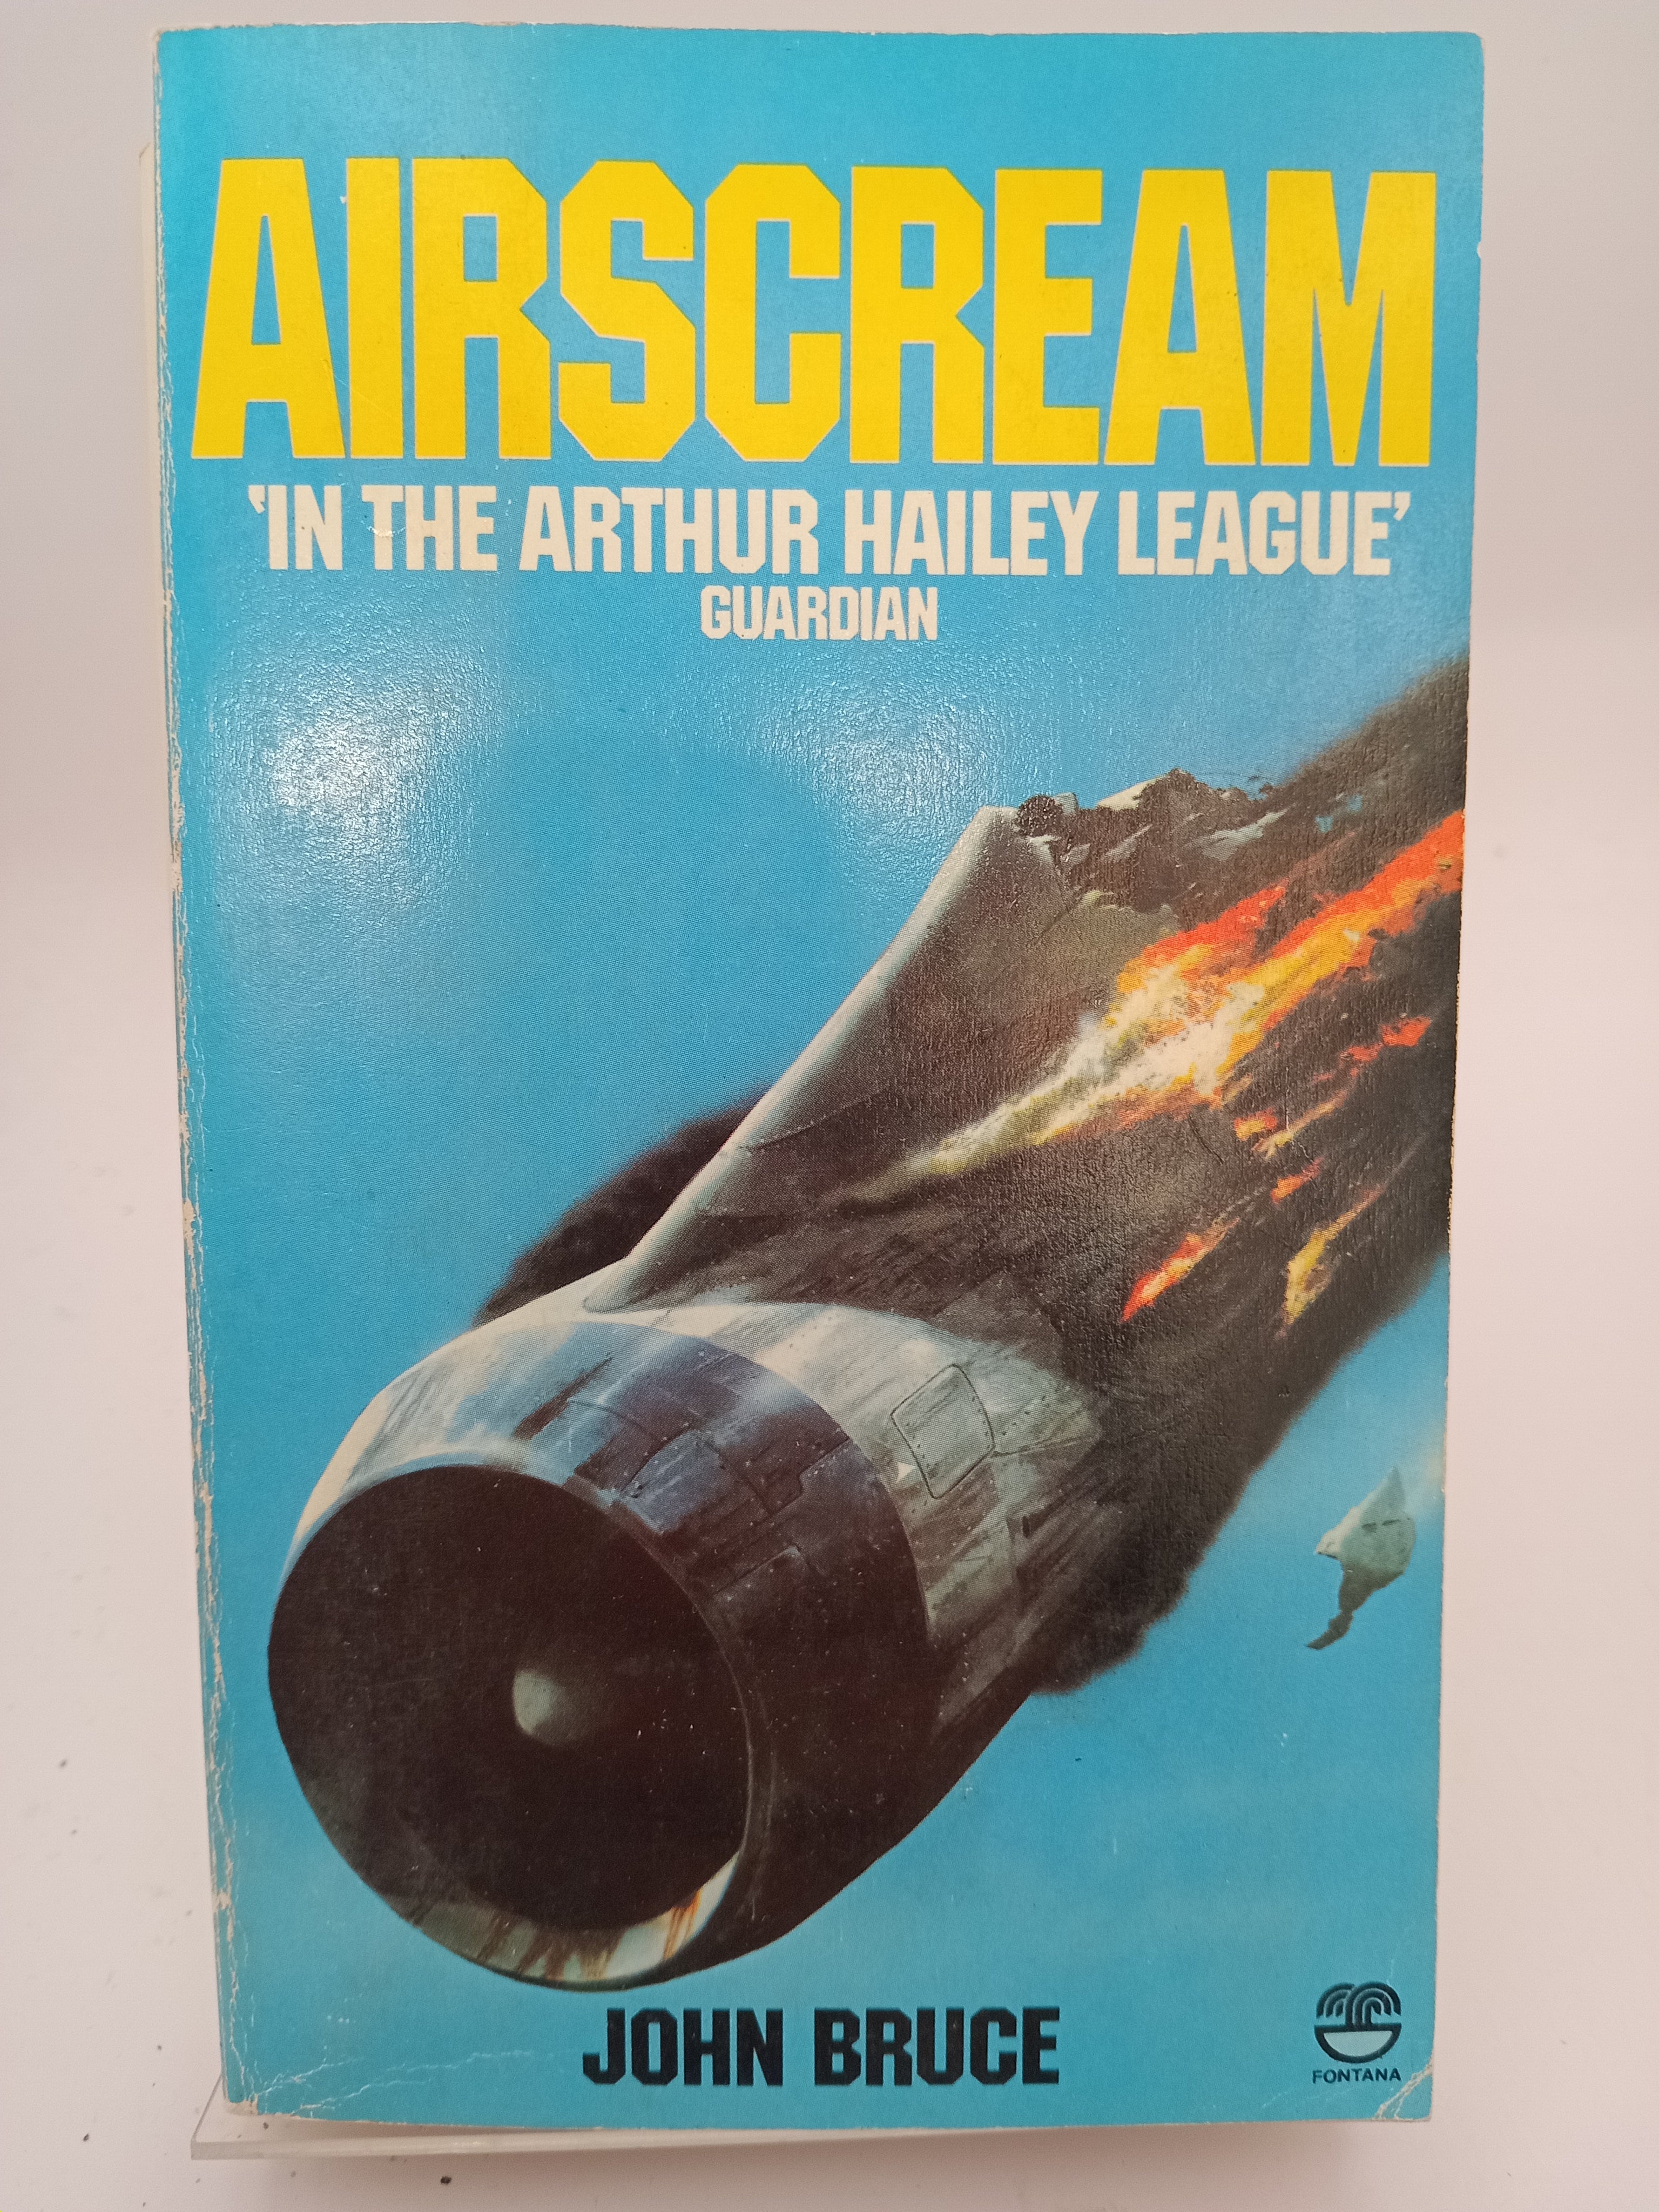 AIRSCREAM
‘IN THE ARTHUR HAILEY LEAGUE’
GUARDIAN
JOHN BRUCE
FONTANA